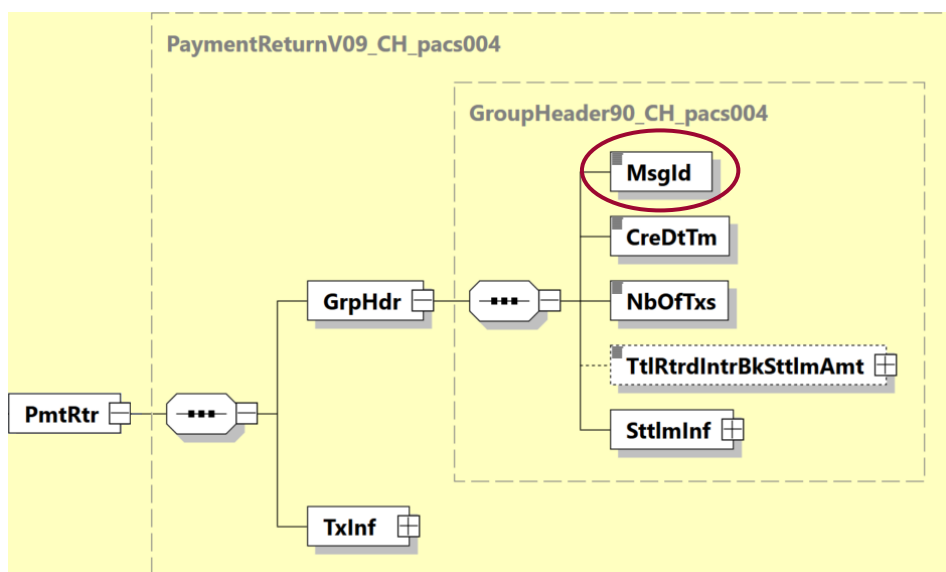 PaymentReturnV09_CH_pacs004
GroupHeader90_CH_pacs004
MsgId
CreDtTm
GrpHdr
NbOfTxs
TtlRtrdIntrBkSttlmAmt
PmtRtr
SttlmInf
TxInf